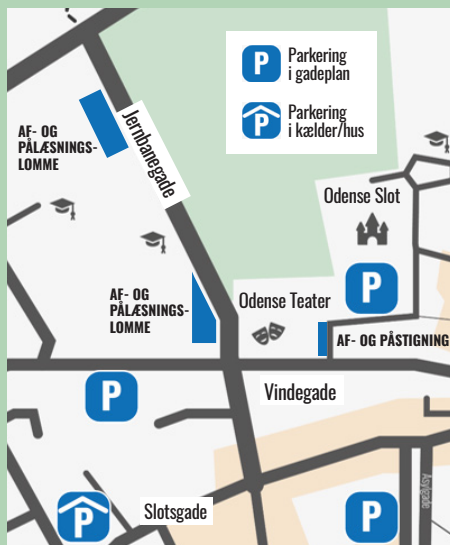 P Parkering
i gadeplan
P Parkering
i kælder/hus
AF- OG
PÅLÆSNINGS-
LOMME
Jernbanegade
Odense Slot
P
AF- OG
PÅLÆSNINGS-
LOMME
Odense Teater
AF- OG PÅSTIGNING
Vindegade
P
P
Slotsgade
P
Asylgade